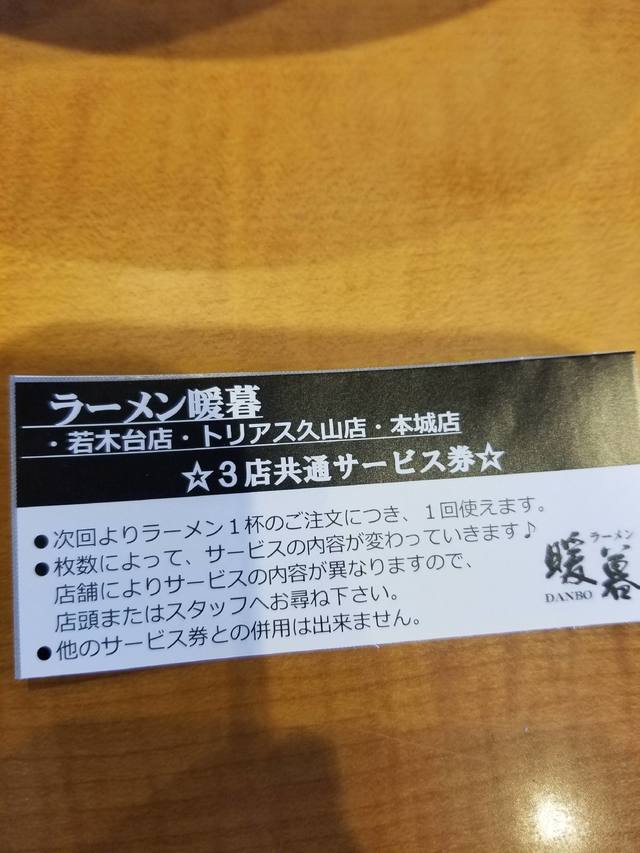 ラーメン暖暮
・若木台店・トリアス久山店・本城店
☆３店共通サービス券☆
●次回よりラーメン１杯のご注文につき、１回使えます。
●枚数によって、サービスの内容が変わっていきます♪
店舗によりサービスの内容が異なりますので、
店頭またはスタッフへお尋ね下さい。
●他のサービス券との併用は出来ません。
ラーメン
暖暮
DANBO